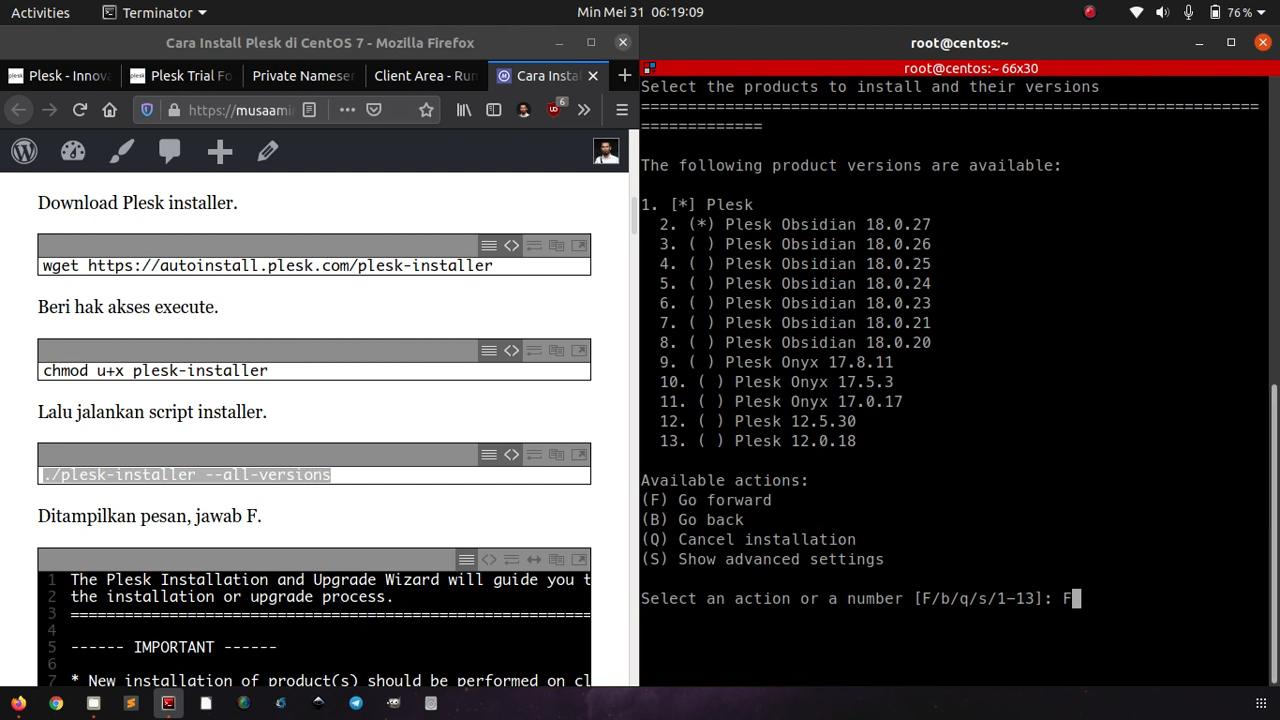 Activities
Terminator
Min Mei 31 06:19:09
76 %
Cara Install Plesk di CentOS 7 - Mozilla Firefox
Plesk - Innova
Plesk Trial Fo
Private Nameser
Client Area - Run
Cara Insta
https://musaami
6
Download Plesk installer.
wget https://autoinstall.plesk.com/plesk-installer
Beri hak akses execute.
chmod u+x plesk-installer
Lalu jalankan script installer.
./plesk-installer --all-versions
Ditampilkan pesan, jawab F.
1 The Plesk Installation and Upgrade Wizard will guide you t
2 the installation or upgrade process.
3 =============================================================
4
5 ------ IMPORTANT ------
6
7 * New installation of product(s) should be performed on cl
root@centos:~
root@centos:~ 66x30
Select the products to install and their versions
==================================================================
=============
The following product versions are available:
1. [*] Plesk
2. (*) Plesk Obsidian 18.0.27
3. ( ) Plesk Obsidian 18.0.26
4. ( ) Plesk Obsidian 18.0.25
5. ( ) Plesk Obsidian 18.0.24
6. ( ) Plesk Obsidian 18.0.23
7. ( ) Plesk Obsidian 18.0.21
8. ( ) Plesk Obsidian 18.0.20
9. ( ) Plesk Onyx 17.8.11
10. ( ) Plesk Onyx 17.5.3
11. ( ) Plesk Onyx 17.0.17
12. ( ) Plesk 12.5.30
13. ( ) Plesk 12.0.18
Available actions:
(F) Go forward
(B) Go back
(Q) Cancel installation
(S) Show advanced settings
Select an action or a number [F/b/q/s/1-13]: F